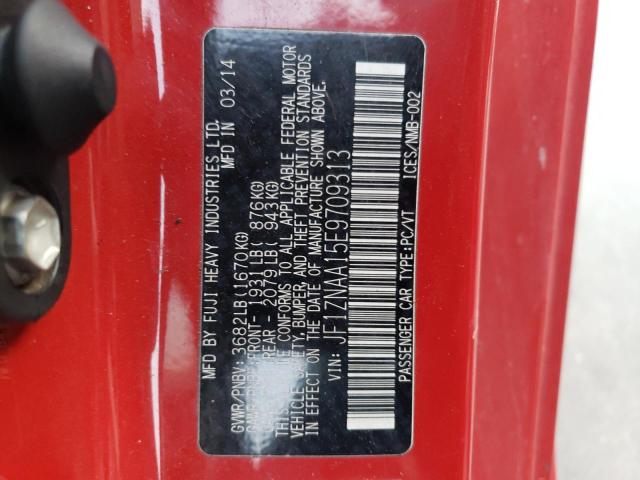 MFD BY FUJI HEAVY INDUSTRIES LTD.
MFD IN 03/14
GVWR/PNBV: 3682LB(1670KG)
FRONT- 1931LB( 876KG)
REAR - 2079LB( 943KG)
THIS CONFORMS TO ALL APPLICABLE FEDERAL MOTOR
VEHICLE SAFETY, BUMPER, AND THEFT PREVENTION STANDARDS
IN EFFECT ON THE DATE OF MANUFACTURE SHOWN ABOVE.
VIN: JF1ZNAA15E9709313
PASSENGER CAR TYPE:PC/VT ICES/NMB-002